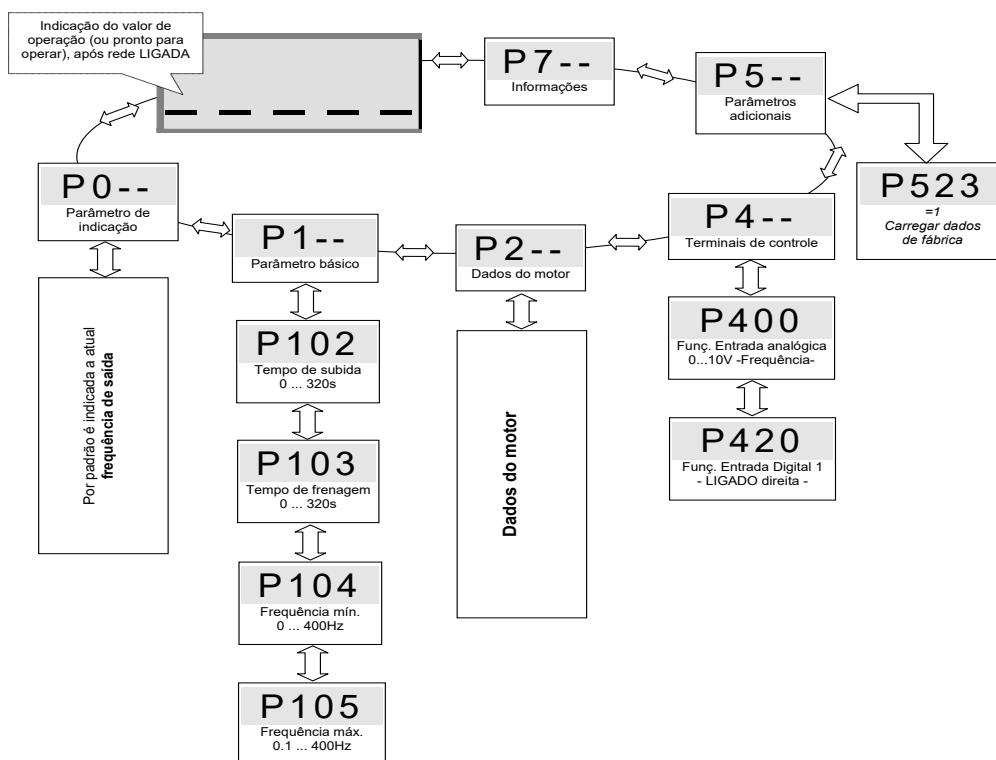 Indicação do valor de
operação (ou pronto para
operar), após rede LIGADA
P7--
Informações
P5--
Parâmetros
adicionais
P0--
Parâmetro de
indicação
P1--
Parâmetro básico
P2--
Dados do motor
P4--
Terminais de controle
P523
=1
Carregar dados
de fábrica
Por padrão é indicada a atual
frequência de saída
P102
Tempo de subida
0 ... 320s
P103
Tempo de frenagem
0 ... 320s
P104
Frequência mín.
0 ... 400Hz
P105
Frequência máx.
0.1 ... 400Hz
Dados do motor
P400
Funç. Entrada analógica
0...10V -Frequência-
P420
Funç. Entrada Digital 1
- LIGADO direita -